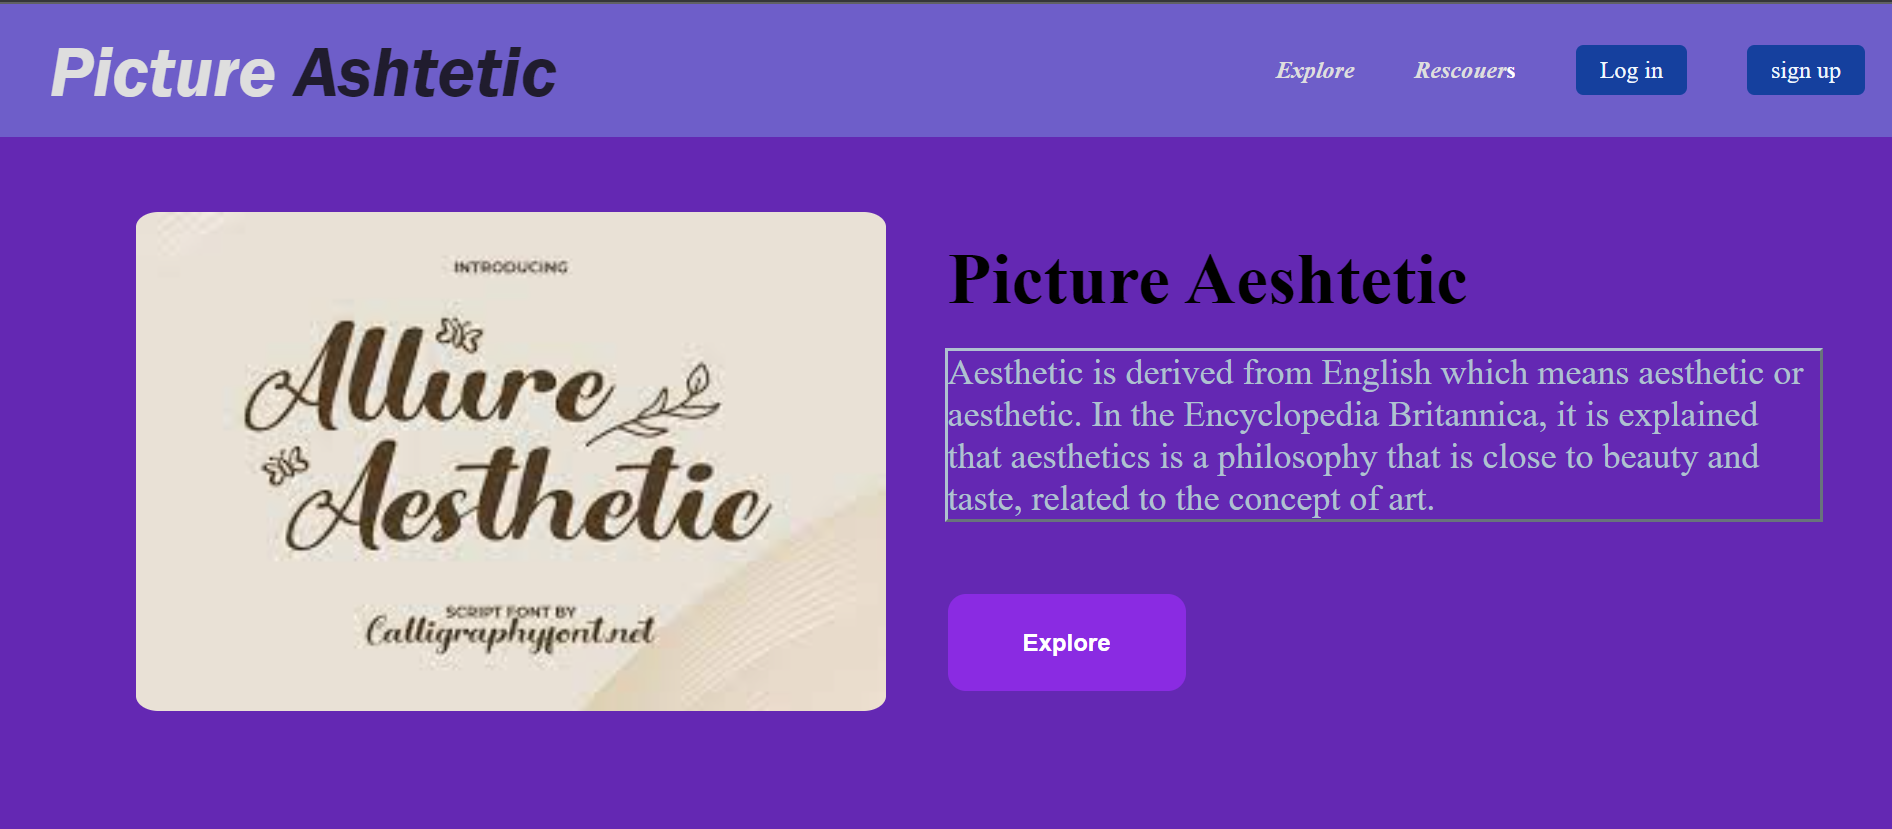 Picture Ashtetic
Explore
Rescouers
Log in
sign up
INTRODUCING
Allure
Aesthetic
SCRIPT FONT BY
Calligraphyfont.net
Picture Aeshtetic
Aesthetic is derived from English which means aesthetic or
aesthetic. In the Encyclopedia Britannica, it is explained
that aesthetics is a philosophy that is close to beauty and
taste, related to the concept of art.
Explore